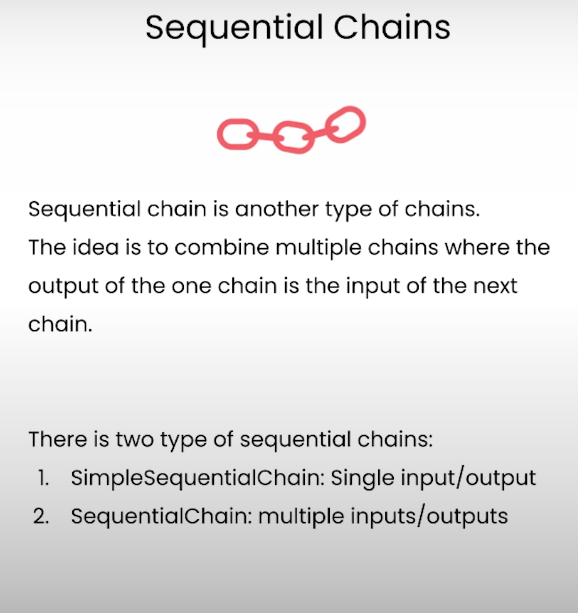 Sequential Chains
Sequential chain is another type of chains.
The idea is to combine multiple chains where the
output of the one chain is the input of the next
chain.
There is two type of sequential chains:
1. SimpleSequentialChain: Single input/output
2. SequentialChain: multiple inputs/outputs